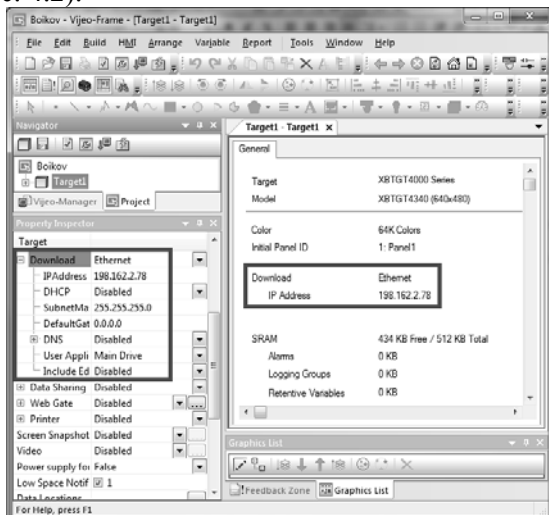 Boikov - Vijeo-Frame - [Target1 - Target1]
File Edit Build HMI Arrange Variable Report Tools Window Help
Navigator
Boikov
Target1
Vijeo-Manager Project
Property Inspector
Target
Download Ethernet
IPAddress 198.162.2.78
DHCP Disabled
SubnetMa 255.255.255.0
DefaultGat 0.0.0.0
DNS Disabled
User Appli Main Drive
Include Ed Disabled
Data Sharing Disabled
Web Gate Disabled
Printer Disabled
Screen Snapshot Disabled
Video Disabled
Power supply fo False
Low Space Notif 1
Data Locations
For Help, press F1
Target1 - Target1
General
Target XBTGT4000 Series
Model XBTGT4340 (640x480)
Color 64K Colors
Initial Panel ID 1: Panel1
Download Ethernet
IP Address 198.162.2.78
SRAM 434 KB Free / 512 KB Total
Alarms 0 KB
Logging Groups 0 KB
Retentive Variables 0 KB
Graphics List
Feedback Zone Graphics List